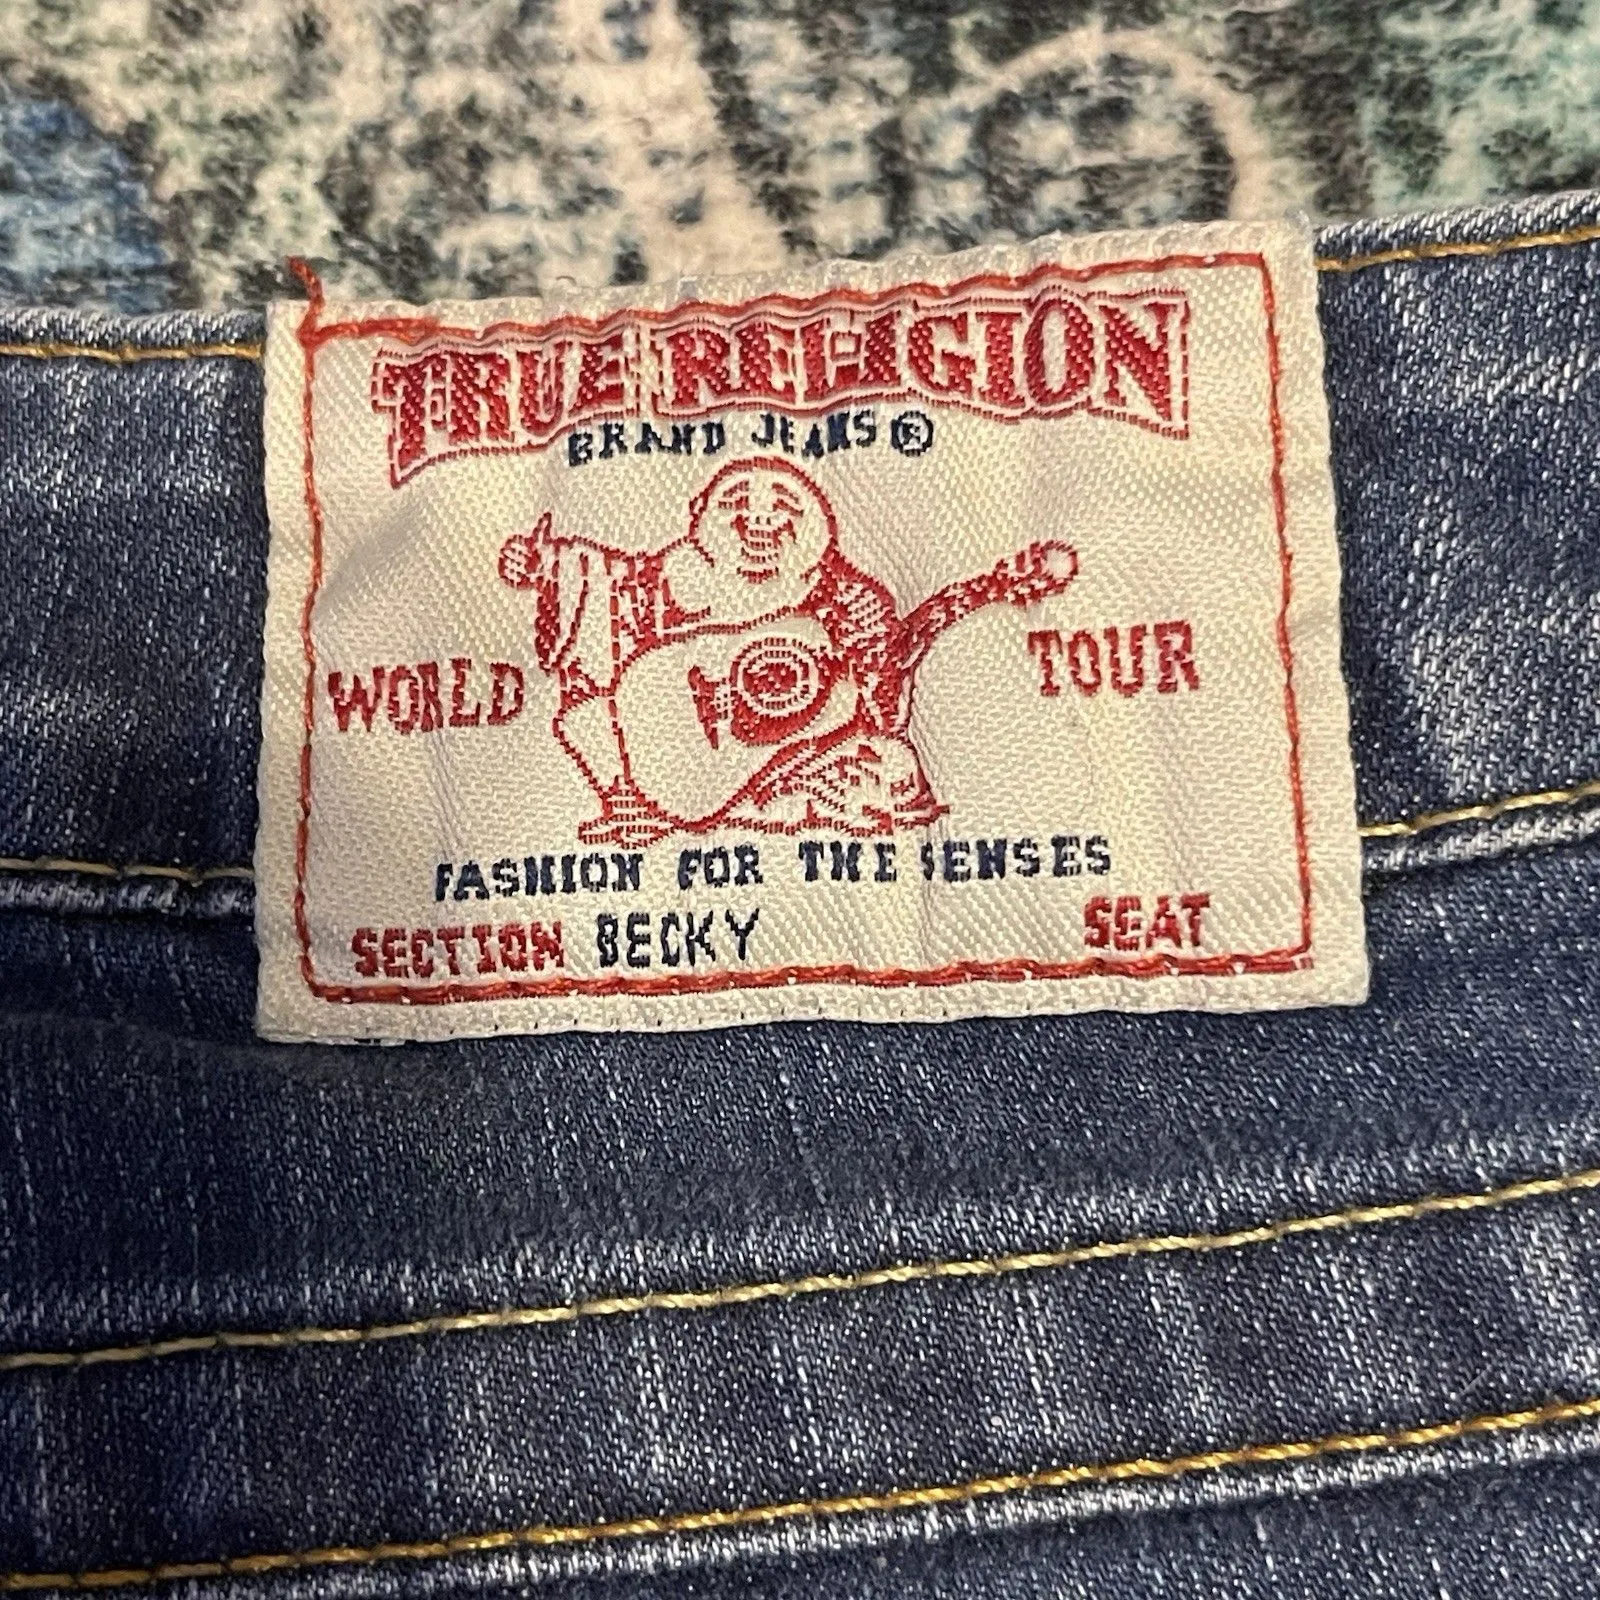 TRUE RELIGION
BRAND JEANS®
WORLD TOUR
FASHION FOR THE SENSES
SECTION BECKY SEAT